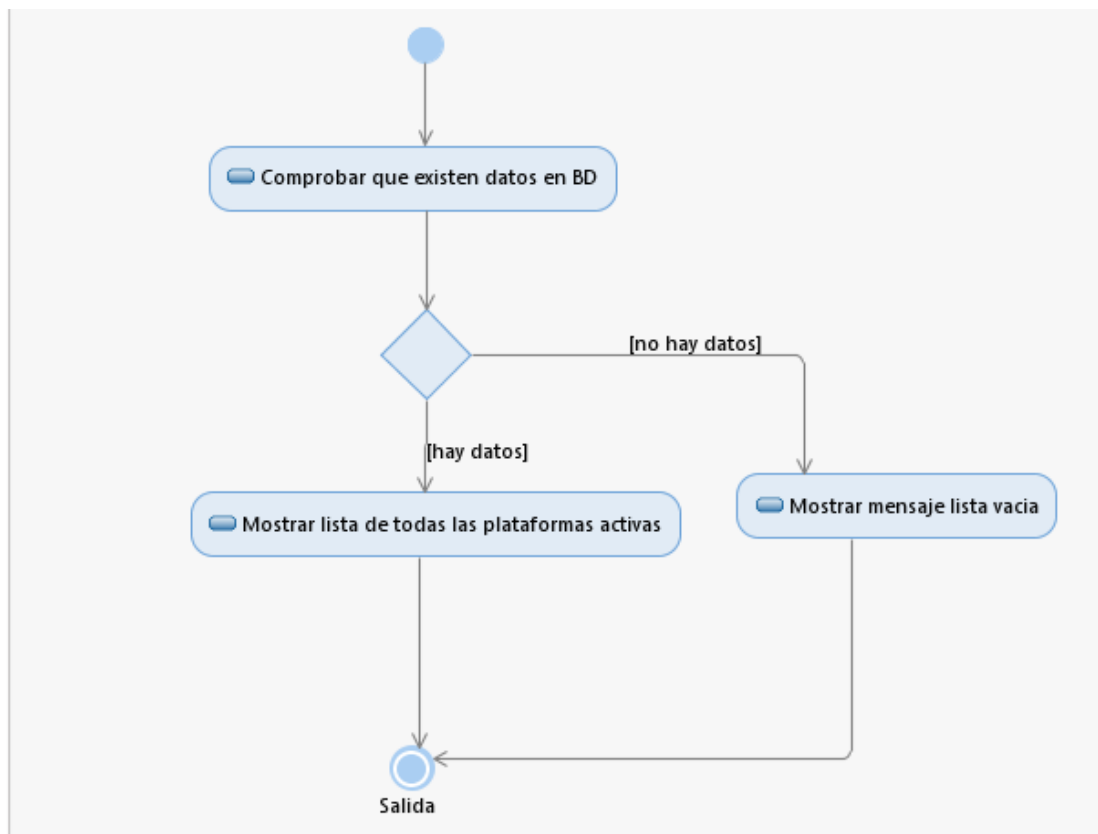 Comprobar que existen datos en BD
[no hay datos]
[hay datos]
Mostrar mensaje lista vacia
Mostrar lista de todas las plataformas activas
Salida